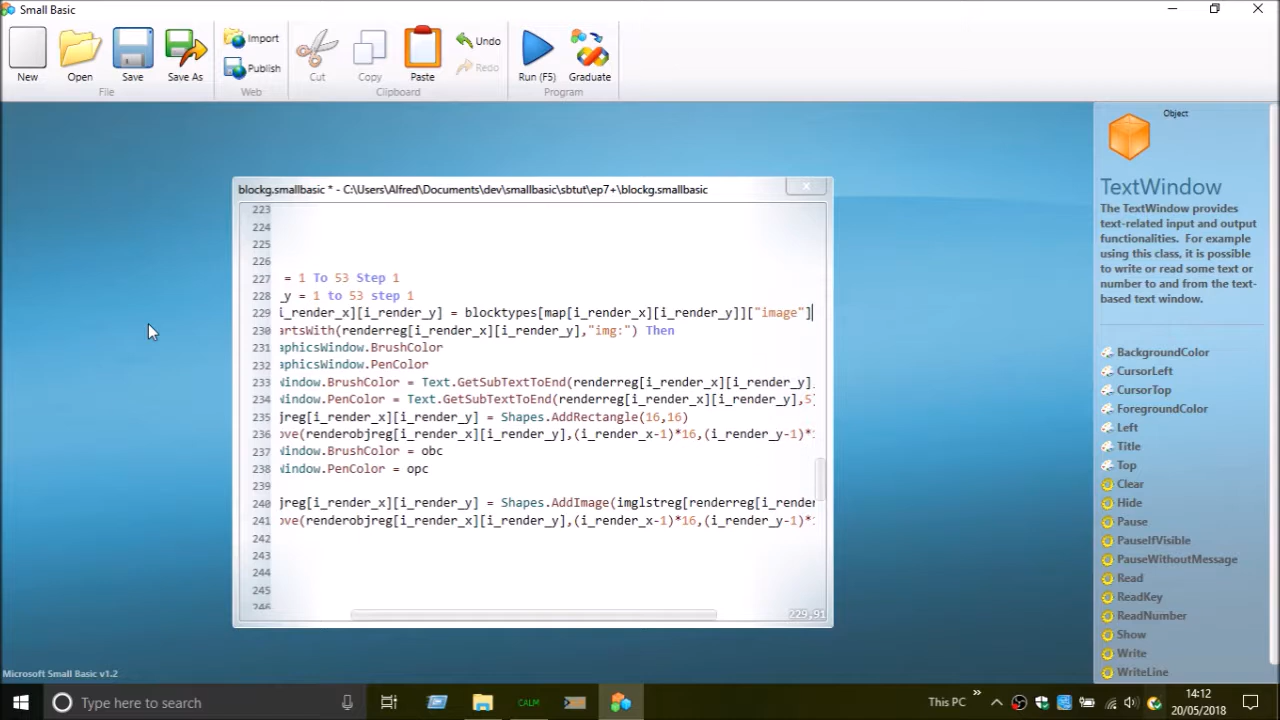 Small Basic
New
Open
Save
Save As
Import
Publish
Cut
Copy
Paste
Undo
Redo
Run (F5)
Graduate
File
Web
Clipboard
Program
blockg.smallbasic * - C:\Users\Alfred\Documents\dev\smallbasic\sbtut\ep7+\blockg.smallbasic
223
224
225
226
227 = 1 To 53 Step 1
228 _y = 1 to 53 step 1
229 i_render_x][i_render_y] = blocktypes[map[i_render_x][i_render_y]]["image"]
230 artsWith(renderreg[i_render_x][i_render_y],"img:") Then
231 aphicsWindow.BrushColor
232 aphicsWindow.PenColor
233 Window.BrushColor = Text.GetSubTextToEnd(renderreg[i_render_x][i_render_y],
234 Window.PenColor = Text.GetSubTextToEnd(renderreg[i_render_x][i_render_y],5
235 jreg[i_render_x][i_render_y] = Shapes.AddRectangle(16,16)
236 ove(renderobjreg[i_render_x][i_render_y],(i_render_x-1)*16,(i_render_y-1)*
237 Window.BrushColor = obc
238 Window.PenColor = opc
239
240 jreg[i_render_x][i_render_y] = Shapes.AddImage(imglstreg[renderreg[i_render
241 ove(renderobjreg[i_render_x][i_render_y],(i_render_x-1)*16,(i_render_y-1)*
242
243
244
245
246
229,91
Object
TextWindow
The TextWindow provides
text-related input and output
functionalities. For example
using this class, it is possible
to write or read some text or
number to and from the text-
based text window.
BackgroundColor
CursorLeft
CursorTop
ForegroundColor
Left
Title
Top
Clear
Hide
Pause
PauseIfVisible
PauseWithoutMessage
Read
ReadKey
ReadNumber
Show
Write
WriteLine
Microsoft Small Basic v1.2
Type here to search
CALM
This PC
14:12
20/05/2018